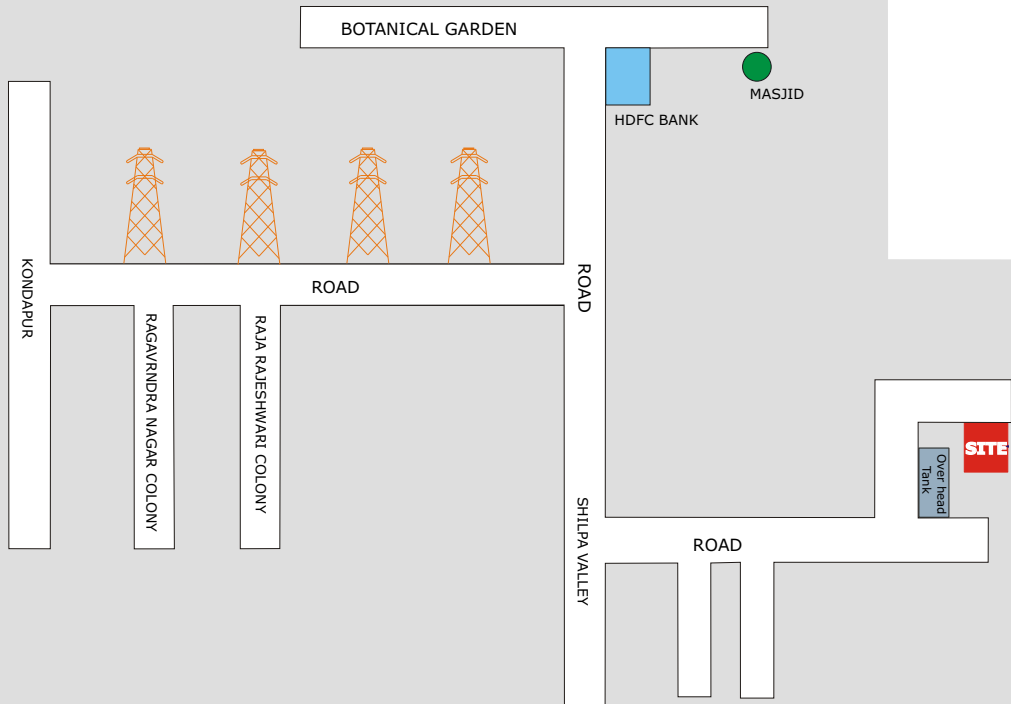 BOTANICAL GARDEN
MASJID
HDFC BANK
KONDAPUR
ROAD
ROAD
RAGAVRNDRA NAGAR COLONY
RAJA RAJESHWARI COLONY
SITE
Over head
Tank
SHILPA VALLEY
ROAD